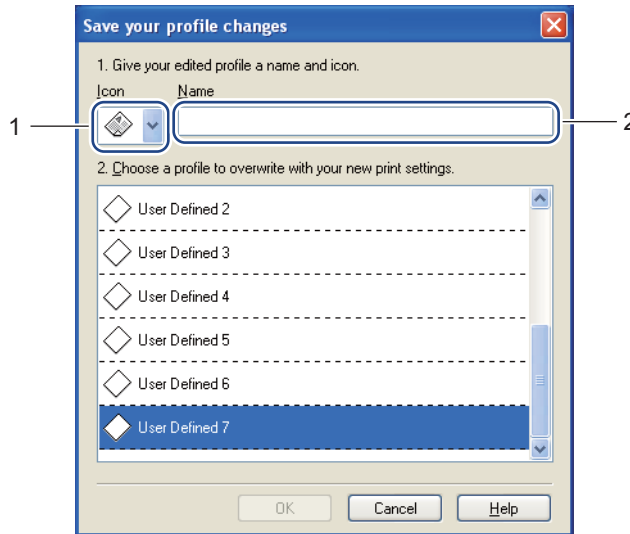 Save your profile changes
1. Give your edited profile a name and icon.
Icon Name
1
2
2. Choose a profile to overwrite with your new print settings.
User Defined 2
User Defined 3
User Defined 4
User Defined 5
User Defined 6
User Defined 7
OK Cancel Help